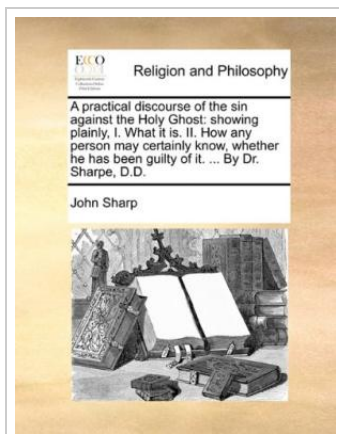 ECCO
Religion and Philosophy
A practical discourse of the sin
against the Holy Ghost: showing
plainly, I. What it is. II. How any
person may certainly know, whether
he has been guilty of it. ... By Dr.
Sharpe, D.D.
John Sharp